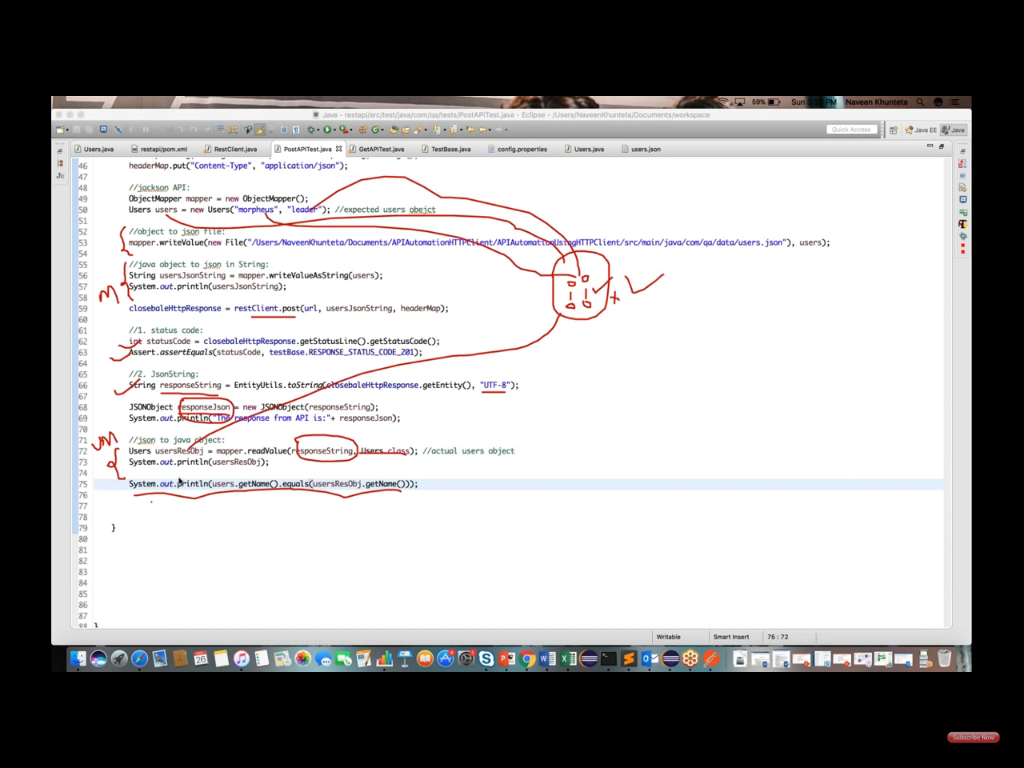 59% Sun Naveen Khunteta
Java - restapi/src/test/java/com/qa/tests/PostAPITest.java - Eclipse - /Users/NaveenKhunteta/Documents/workspace
Quick Access Java EE Java
Users.java restapi/pom.xml RestClient.java PostAPITest.java GetAPITest.java TestBase.java config.properties Users.java users.json
46 headerMap.put("Content-Type", "application/json");
47
48 //jackson API:
49 ObjectMapper mapper = new ObjectMapper();
50 Users users = new Users("morpheus", "leader"); //expected users obejct
51
52 //object to json file:
53 mapper.writeValue(new File("/Users/NaveenKhunteta/Documents/APIAutomationHTTPClient/APIAutomationUsingHTTPClient/src/main/java/com/qa/data/users.json"), users);
54
55 //java object to json in String:
56 String usersJsonString = mapper.writeValueAsString(users);
57 System.out.println(usersJsonString);
58
59 closebaleHttpResponse = restClient.post(url, usersJsonString, headerMap);
60
61 //1. status code:
62 int statusCode = closebaleHttpResponse.getStatusLine().getStatusCode();
63 Assert.assertEquals(statusCode, testBase.RESPONSE_STATUS_CODE_201);
64
65 //2. JsonString:
66 String responseString = EntityUtils.toString(closebaleHttpResponse.getEntity(), "UTF-8");
67
68 JSONObject responseJson = new JSONObject(responseString);
69 System.out.println("The response from API is:"+ responseJson);
70
71 //json to java object:
72 Users usersResObj = mapper.readValue(responseString, Users.class); //actual users object
73 System.out.println(usersResObj);
74
75 System.out.println(users.getName().equals(usersResObj.getName()));
76
77
78
79 }
80
81
82
83
84
85
86
87
88 }
M
UM
Writable Smart Insert 75 : 72
Subscribe Now